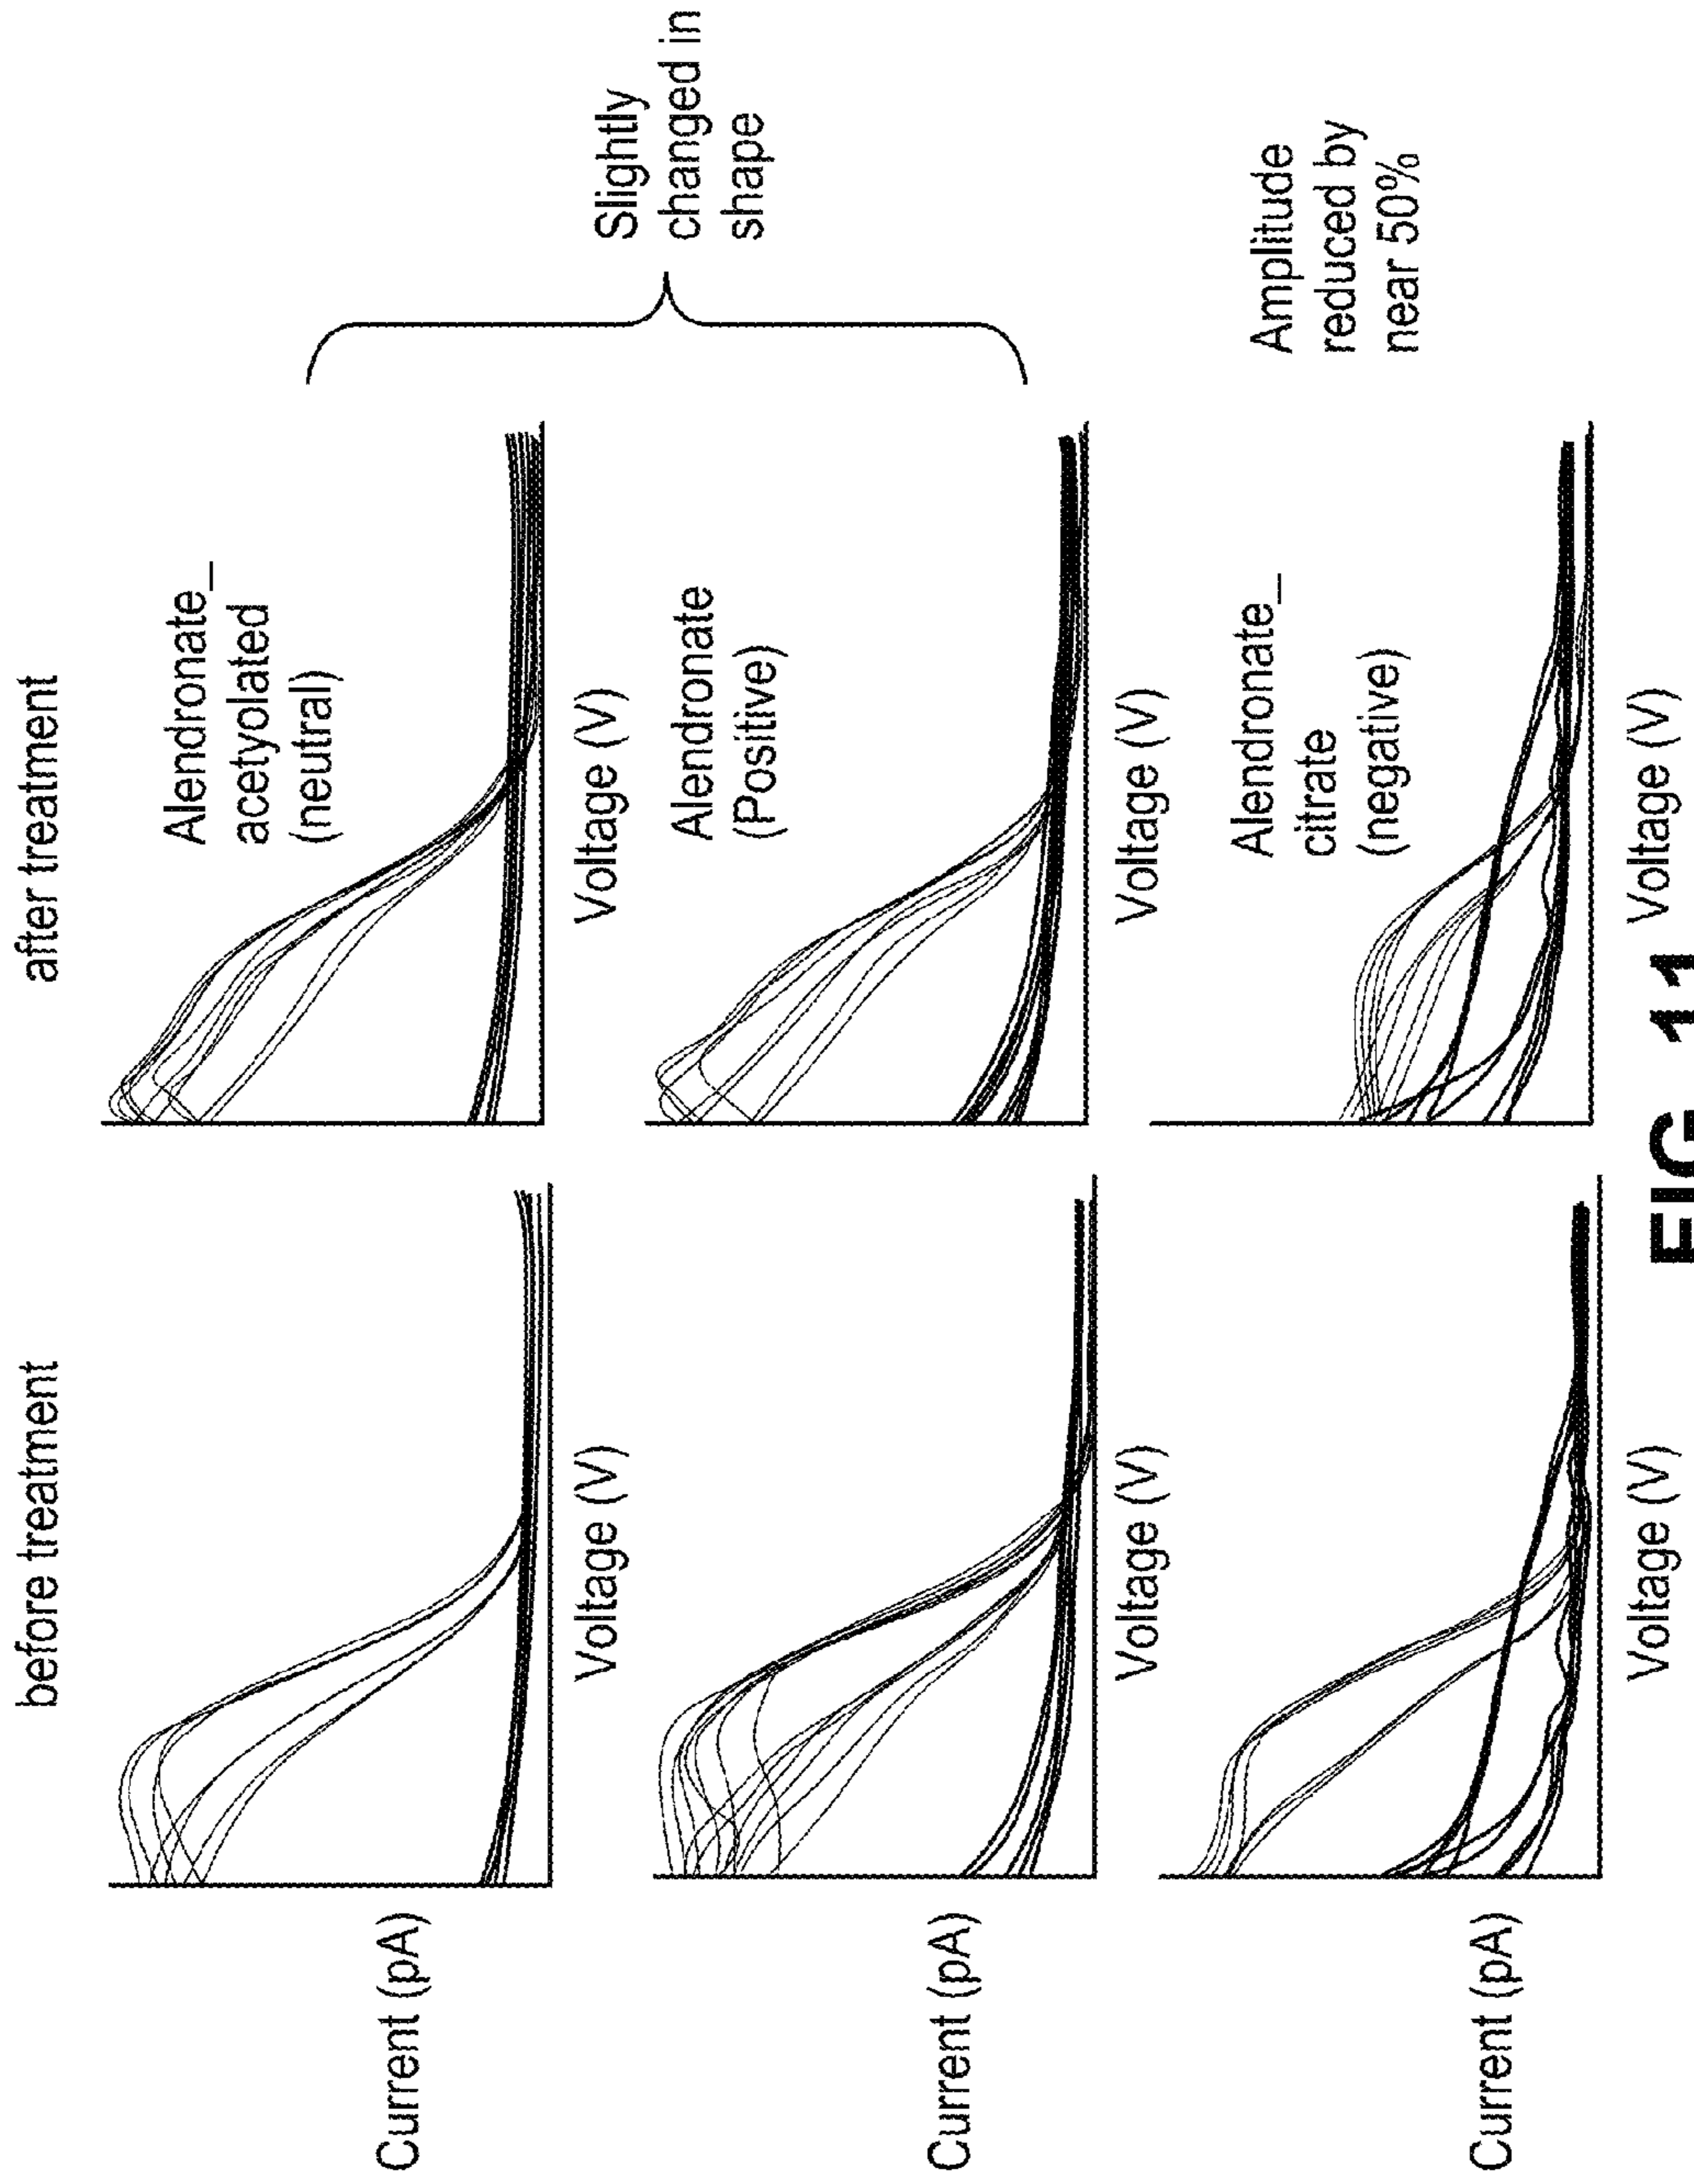 before treatment
after treatment
Current (pA)
Voltage (V)
Alendronate_
acetyolated
(neutral)
Voltage (V)
Slightly
changed in
shape
Current (pA)
Voltage (V)
Alendronate
(Positive)
Voltage (V)
Current (pA)
Voltage (V)
Alendronate_
citrate
(negative)
Voltage (V)
Amplitude
reduced by
near 50%
FIG. 11